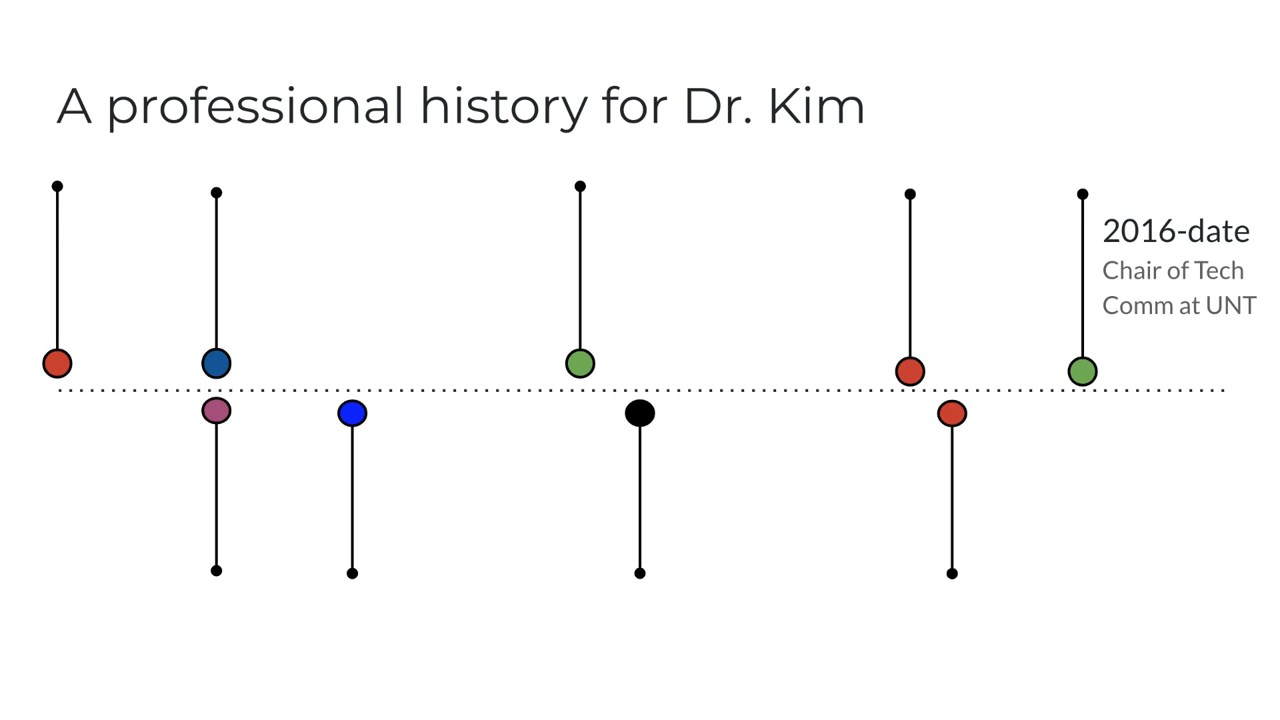 A professional history for Dr. Kim
2016-date
Chair of Tech
Comm at UNT